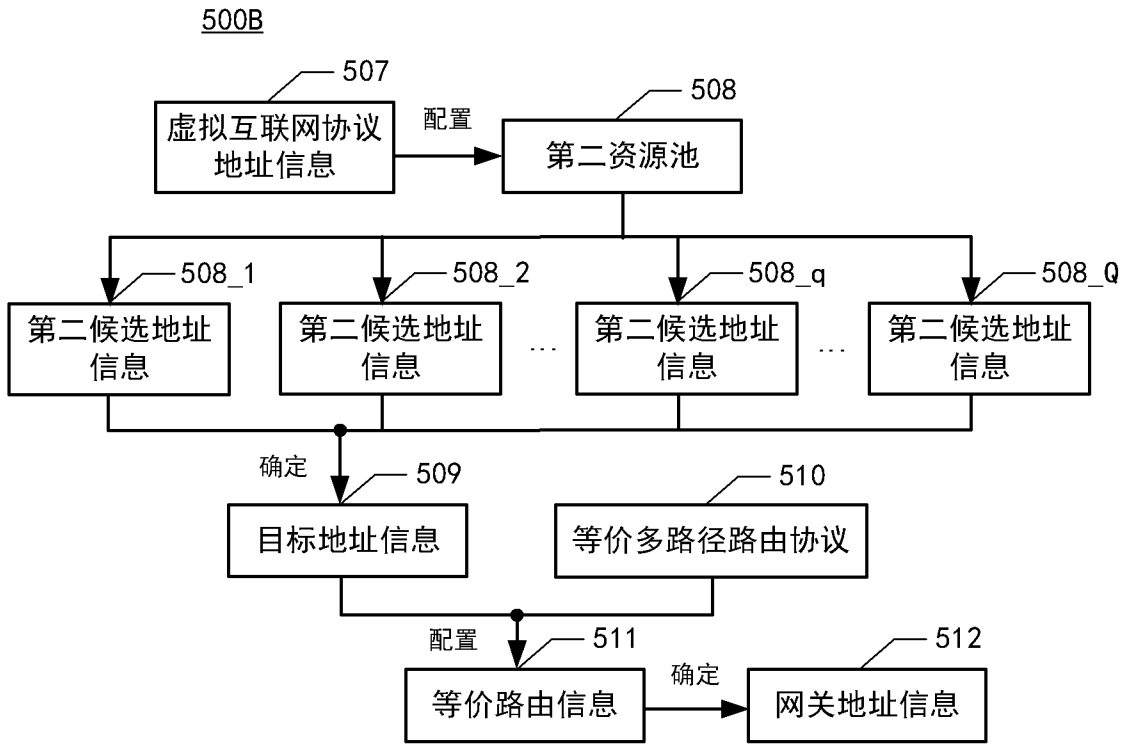 500B
507
508
虚拟互联网协议
地址信息
配置
第二资源池
508_1
508_2
508_q
508_Q
第二候选地址
信息
第二候选地址
信息
...
第二候选地址
信息
...
第二候选地址
信息
确定
509
510
目标地址信息
等价多路径路由协议
配置
511
512
等价路由信息
确定
网关地址信息